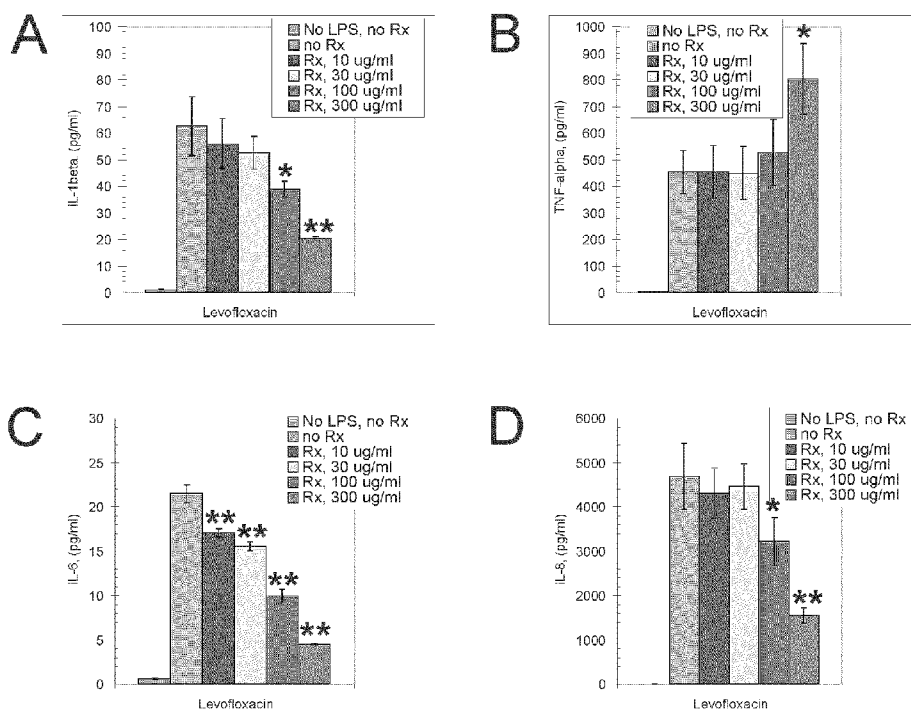 A
No LPS, no Rx
no Rx
Rx, 10 ug/ml
Rx, 30 ug/ml
Rx, 100 ug/ml
Rx, 300 ug/ml
iL-1beta, (pg/ml)
100
90
80
70
60
50
40
30
20
10
0
*
**
Levofloxacin
B
No LPS, no Rx
no Rx
Rx, 10 ug/ml
Rx, 30 ug/ml
Rx, 100 ug/ml
Rx, 300 ug/ml
TNF-alpha, (pg/ml)
1000
900
800
700
600
500
400
300
200
100
0
*
Levofloxacin
C
No LPS, no Rx
no Rx
Rx, 10 ug/ml
Rx, 30 ug/ml
Rx, 100 ug/ml
Rx, 300 ug/ml
iL-6, (pg/ml)
30
25
20
15
10
5
0
**
**
**
**
Levofloxacin
D
No LPS, no Rx
no Rx
Rx, 10 ug/ml
Rx, 30 ug/ml
Rx, 100 ug/ml
Rx, 300 ug/ml
iL-8, (pg/ml)
6000
5000
4000
3000
2000
1000
0
*
**
Levofloxacin